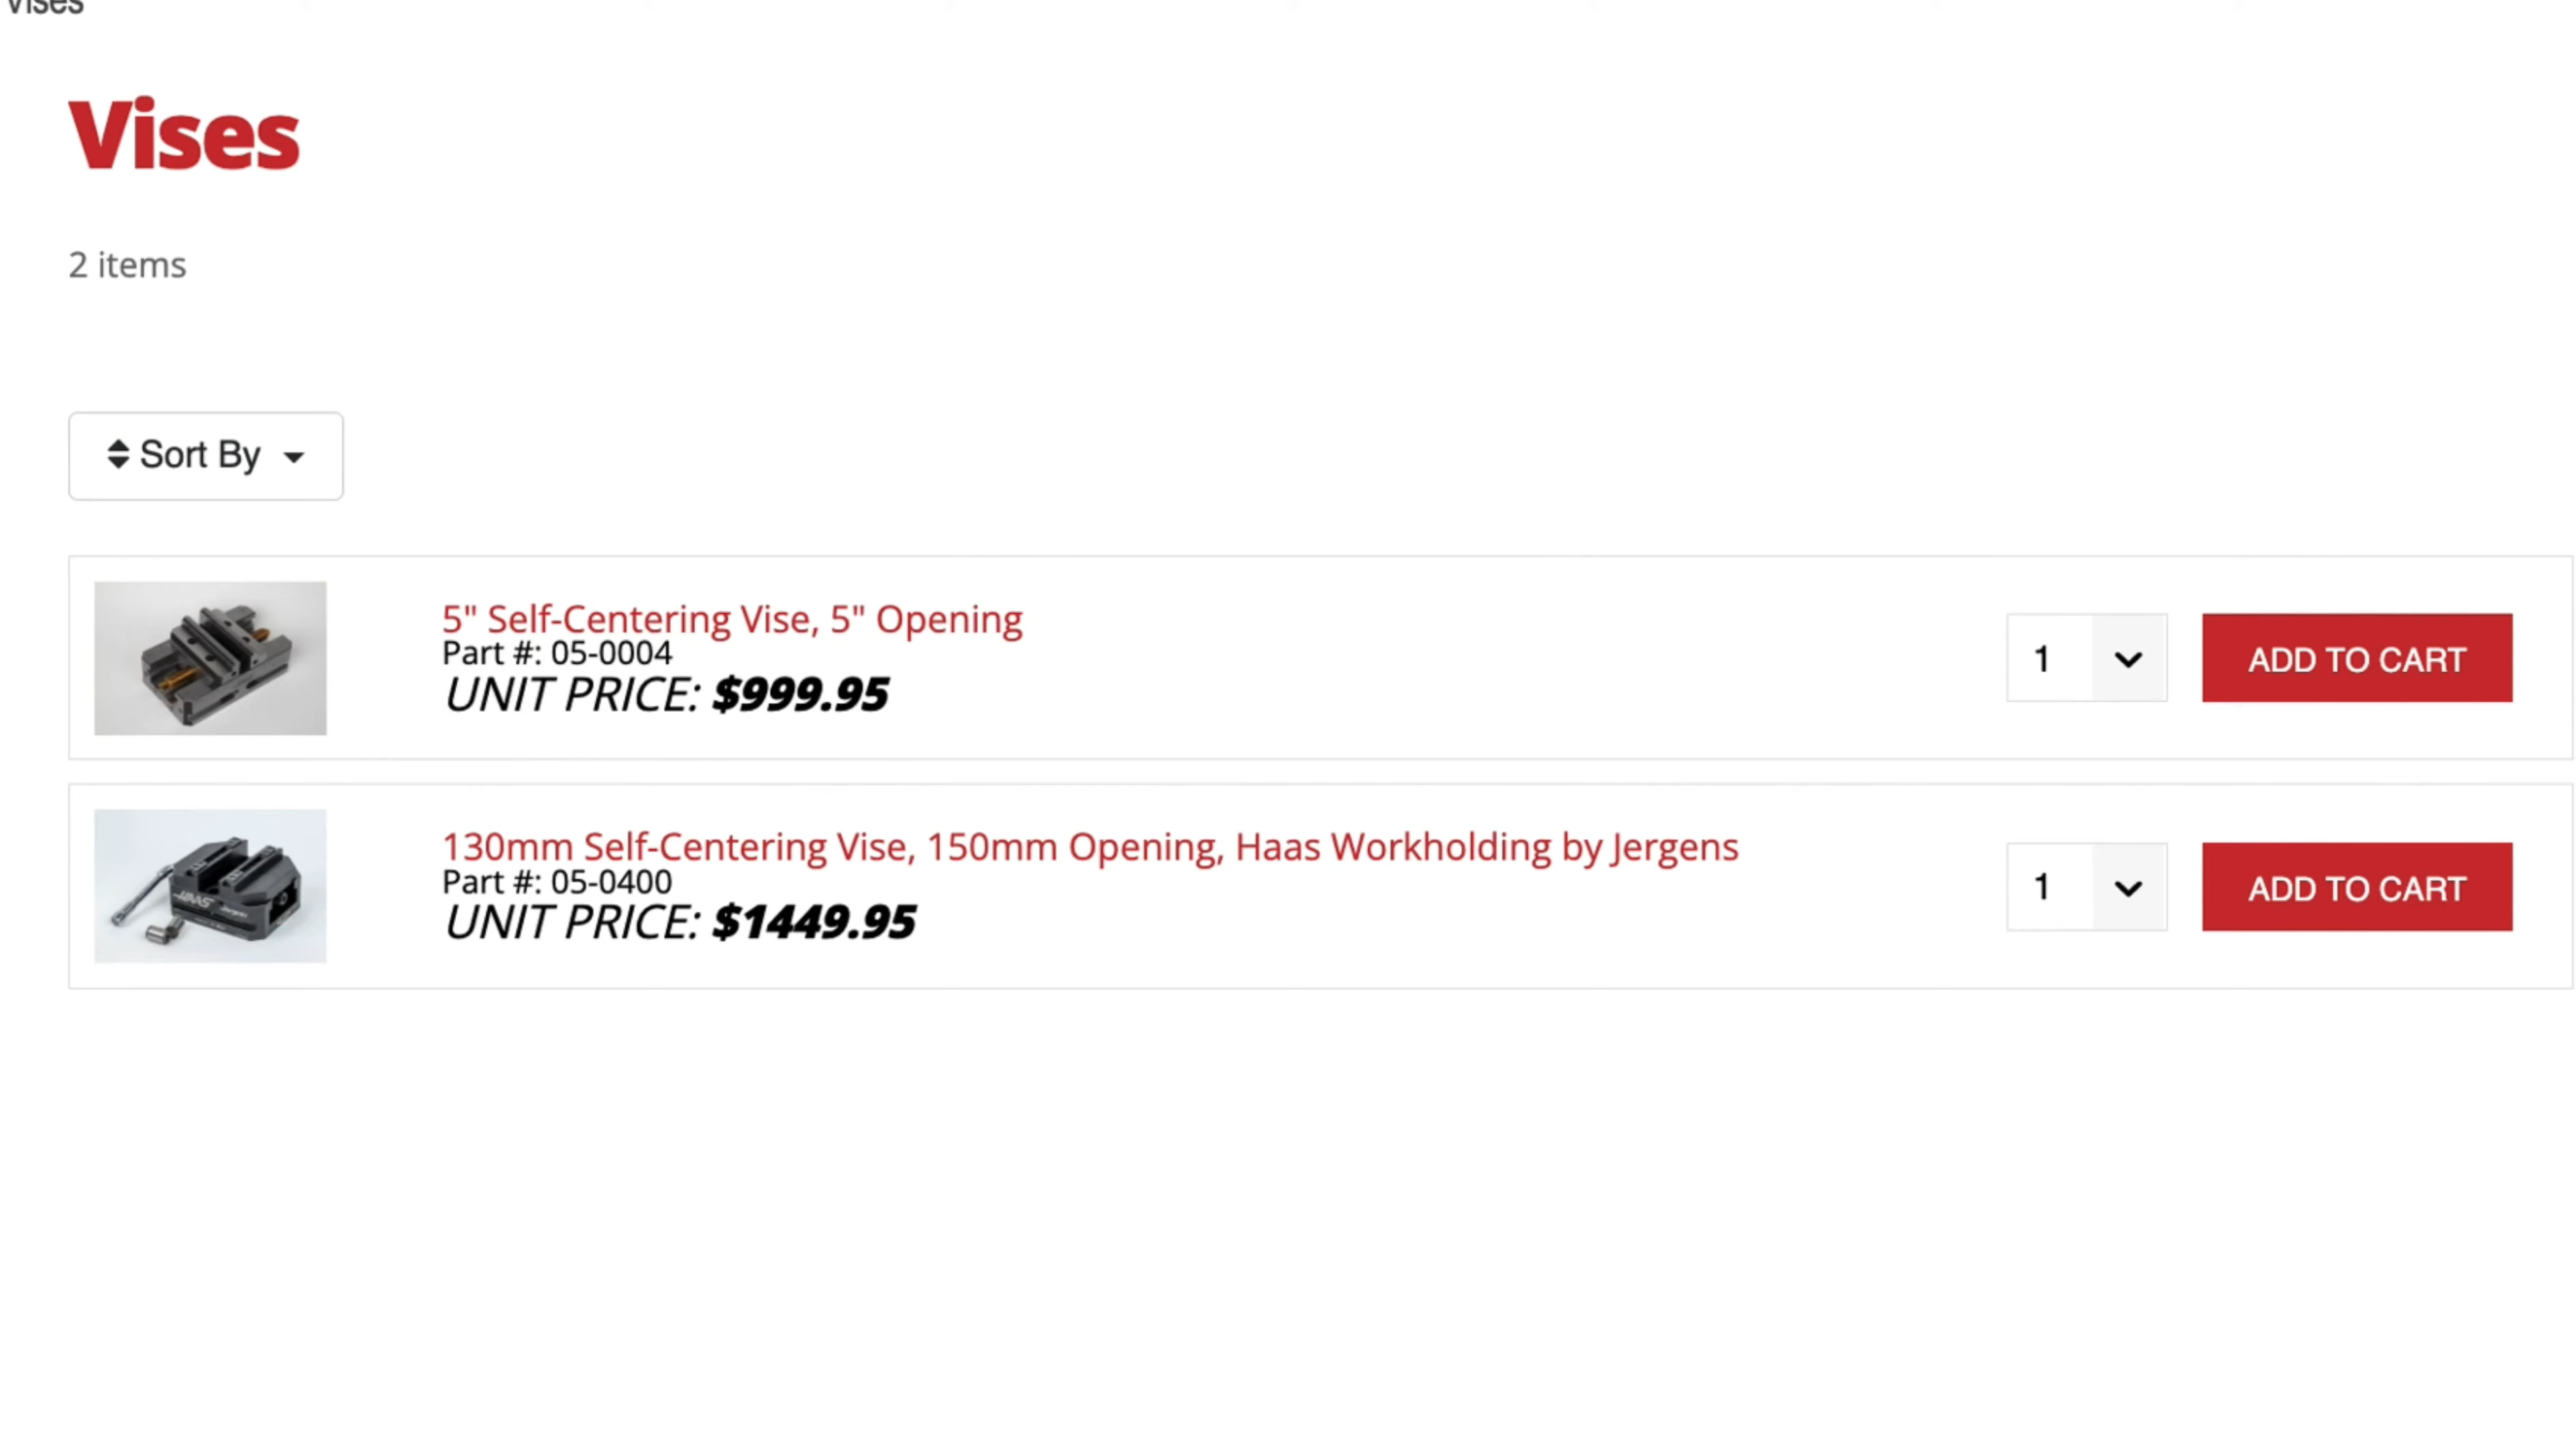 Vises
Vises
2 items
Sort By
5" Self-Centering Vise, 5" Opening
Part #: 05-0004
UNIT PRICE: $999.95
1
ADD TO CART
130mm Self-Centering Vise, 150mm Opening, Haas Workholding by Jergens
Part #: 05-0400
UNIT PRICE: $1449.95
1
ADD TO CART
HAAS Jergens